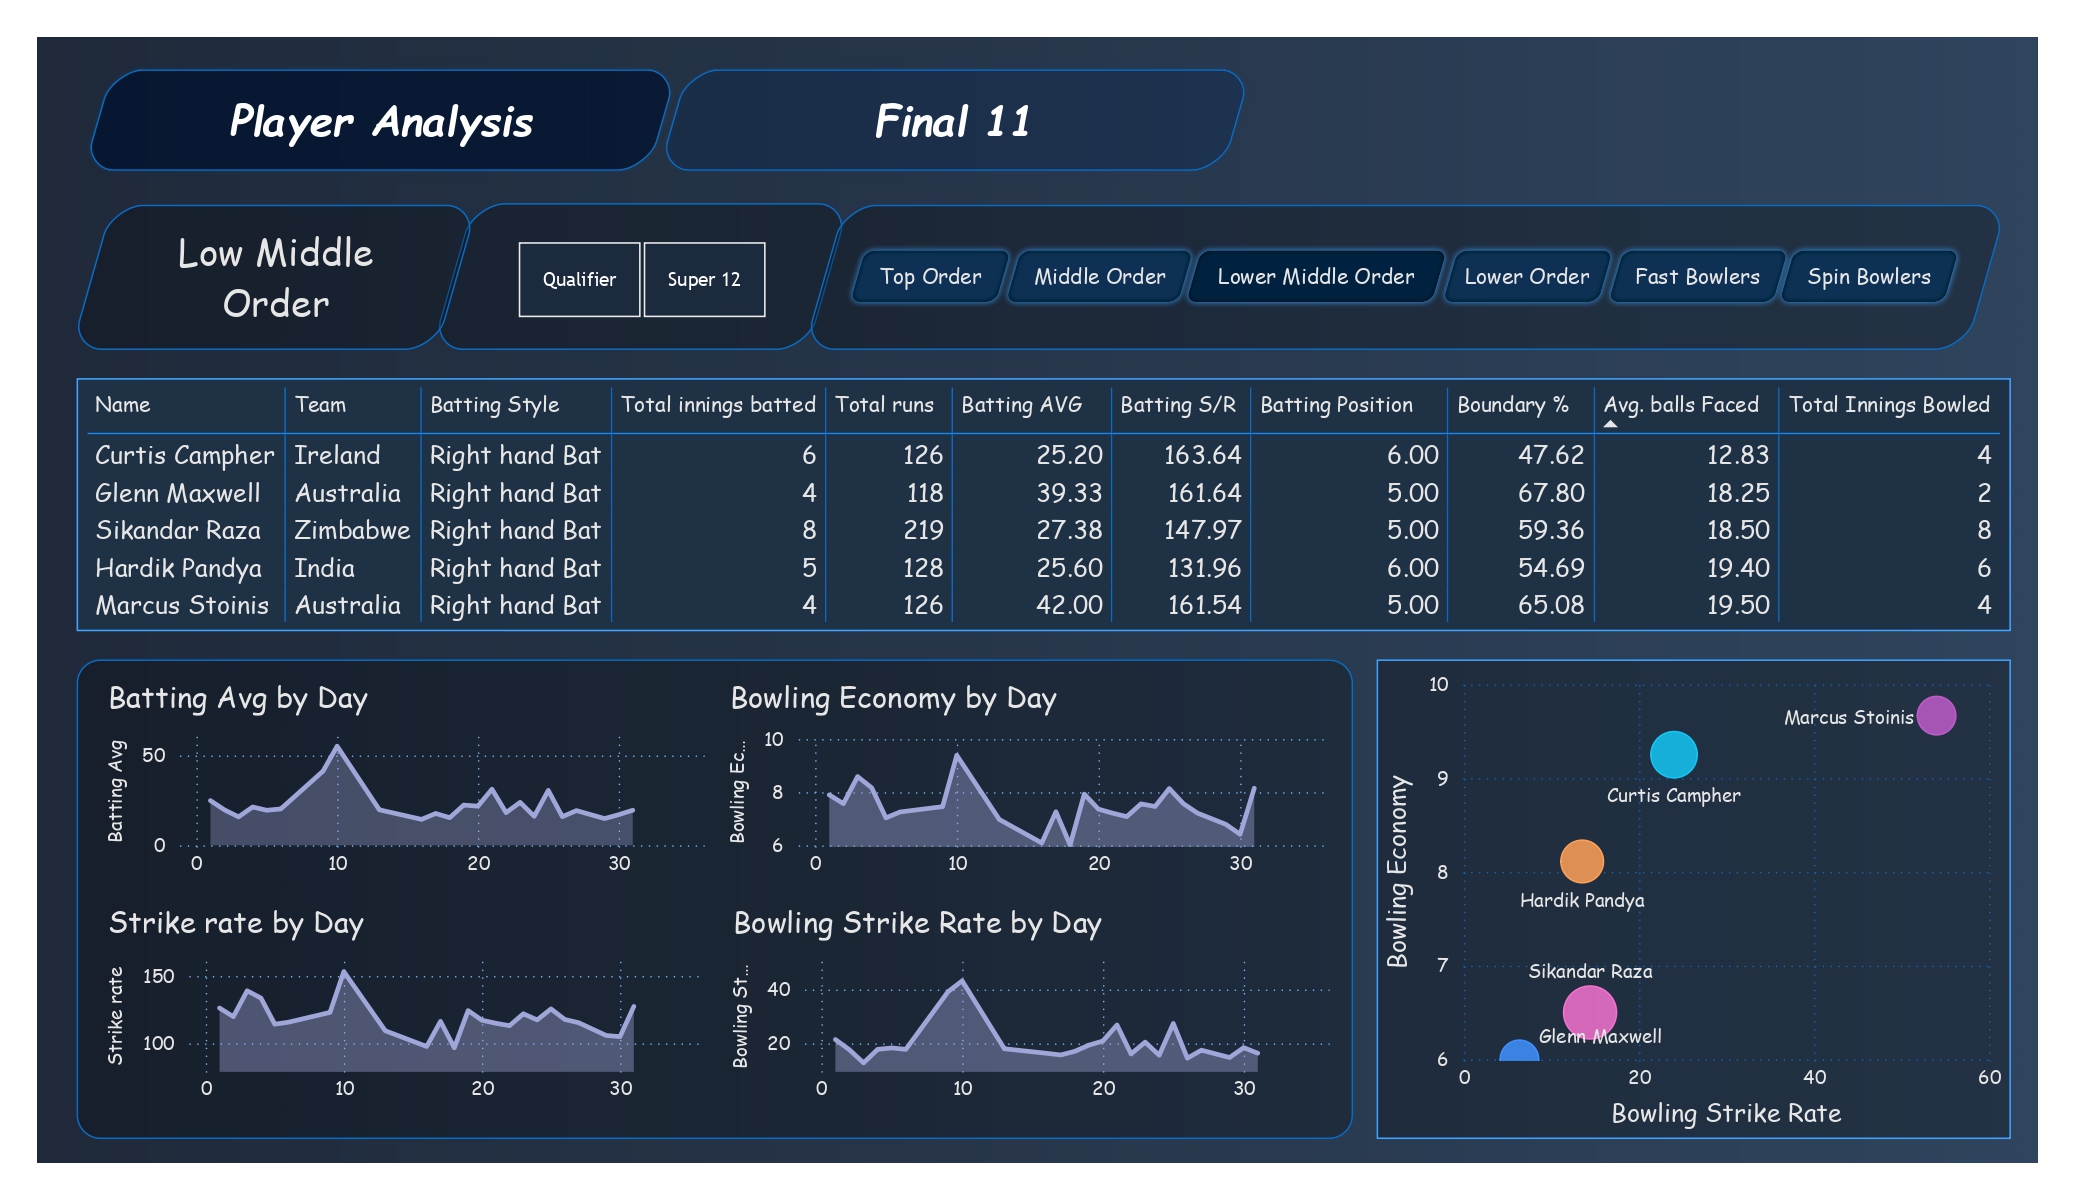 Player Analysis
Final 11
Low Middle
Order
Qualifier
Super 12
Top Order
Middle Order
Lower Middle Order
Lower Order
Fast Bowlers
Spin Bowlers
Name Team Batting Style Total innings batted Total runs Batting AVG Batting S/R Batting Position Boundary % Avg. balls Faced Total Innings Bowled
Curtis Campher Ireland Right hand Bat 6 126 25.20 163.64 6.00 47.62 12.83 4
Glenn Maxwell Australia Right hand Bat 4 118 39.33 161.64 5.00 67.80 18.25 2
Sikandar Raza Zimbabwe Right hand Bat 8 219 27.38 147.97 5.00 59.36 18.50 8
Hardik Pandya India Right hand Bat 5 128 25.60 131.96 6.00 54.69 19.40 6
Marcus Stoinis Australia Right hand Bat 4 126 42.00 161.54 5.00 65.08 19.50 4
Batting Avg by Day
Batting Avg
50
0
0 10 20 30
Bowling Economy by Day
Bowling Ec...
10
8
6
0 10 20 30
Strike rate by Day
Strike rate
150
100
0 10 20 30
Bowling Strike Rate by Day
Bowling St...
40
20
0 10 20 30
Bowling Economy
10
9
8
7
6
Marcus Stoinis
Curtis Campher
Hardik Pandya
Sikandar Raza
Glenn Maxwell
0 20 40 60
Bowling Strike Rate